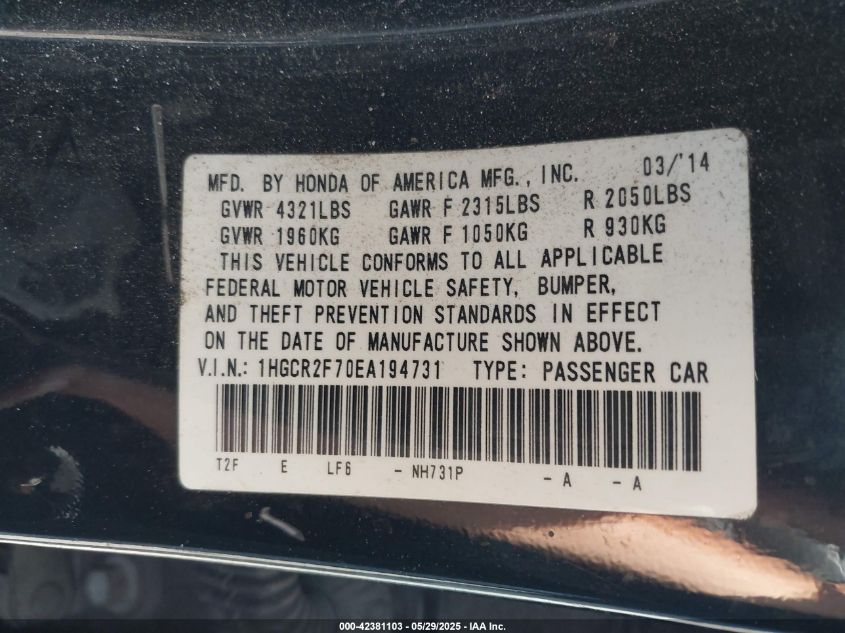 MFD. BY HONDA OF AMERICA MFG., INC. 03/'14
GVWR 4321LBS GAWR F 2315LBS R 2050LBS
GVWR 1960KG GAWR F 1050KG R 930KG
THIS VEHICLE CONFORMS TO ALL APPLICABLE
FEDERAL MOTOR VEHICLE SAFETY, BUMPER,
AND THEFT PREVENTION STANDARDS IN EFFECT
ON THE DATE OF MANUFACTURE SHOWN ABOVE.
V.I.N.: 1HGCR2F70EA194731 TYPE: PASSENGER CAR
T2F E LF6 - NH731P - A - A
000-42381103 - 05/29/2025 - IAA Inc.